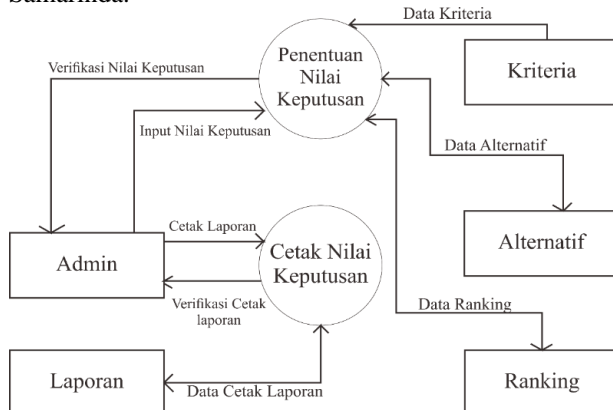 Samarinda.
Data Kriteria
Penentuan
Nilai
Keputusan
Kriteria
Verifikasi Nilai Keputusan
Input Nilai Keputusan
Data Alternatif
Cetak Laporan
Cetak Nilai
Keputusan
Alternatif
Admin
Verifikasi Cetak
laporan
Data Ranking
Laporan
Data Cetak Laporan
Ranking